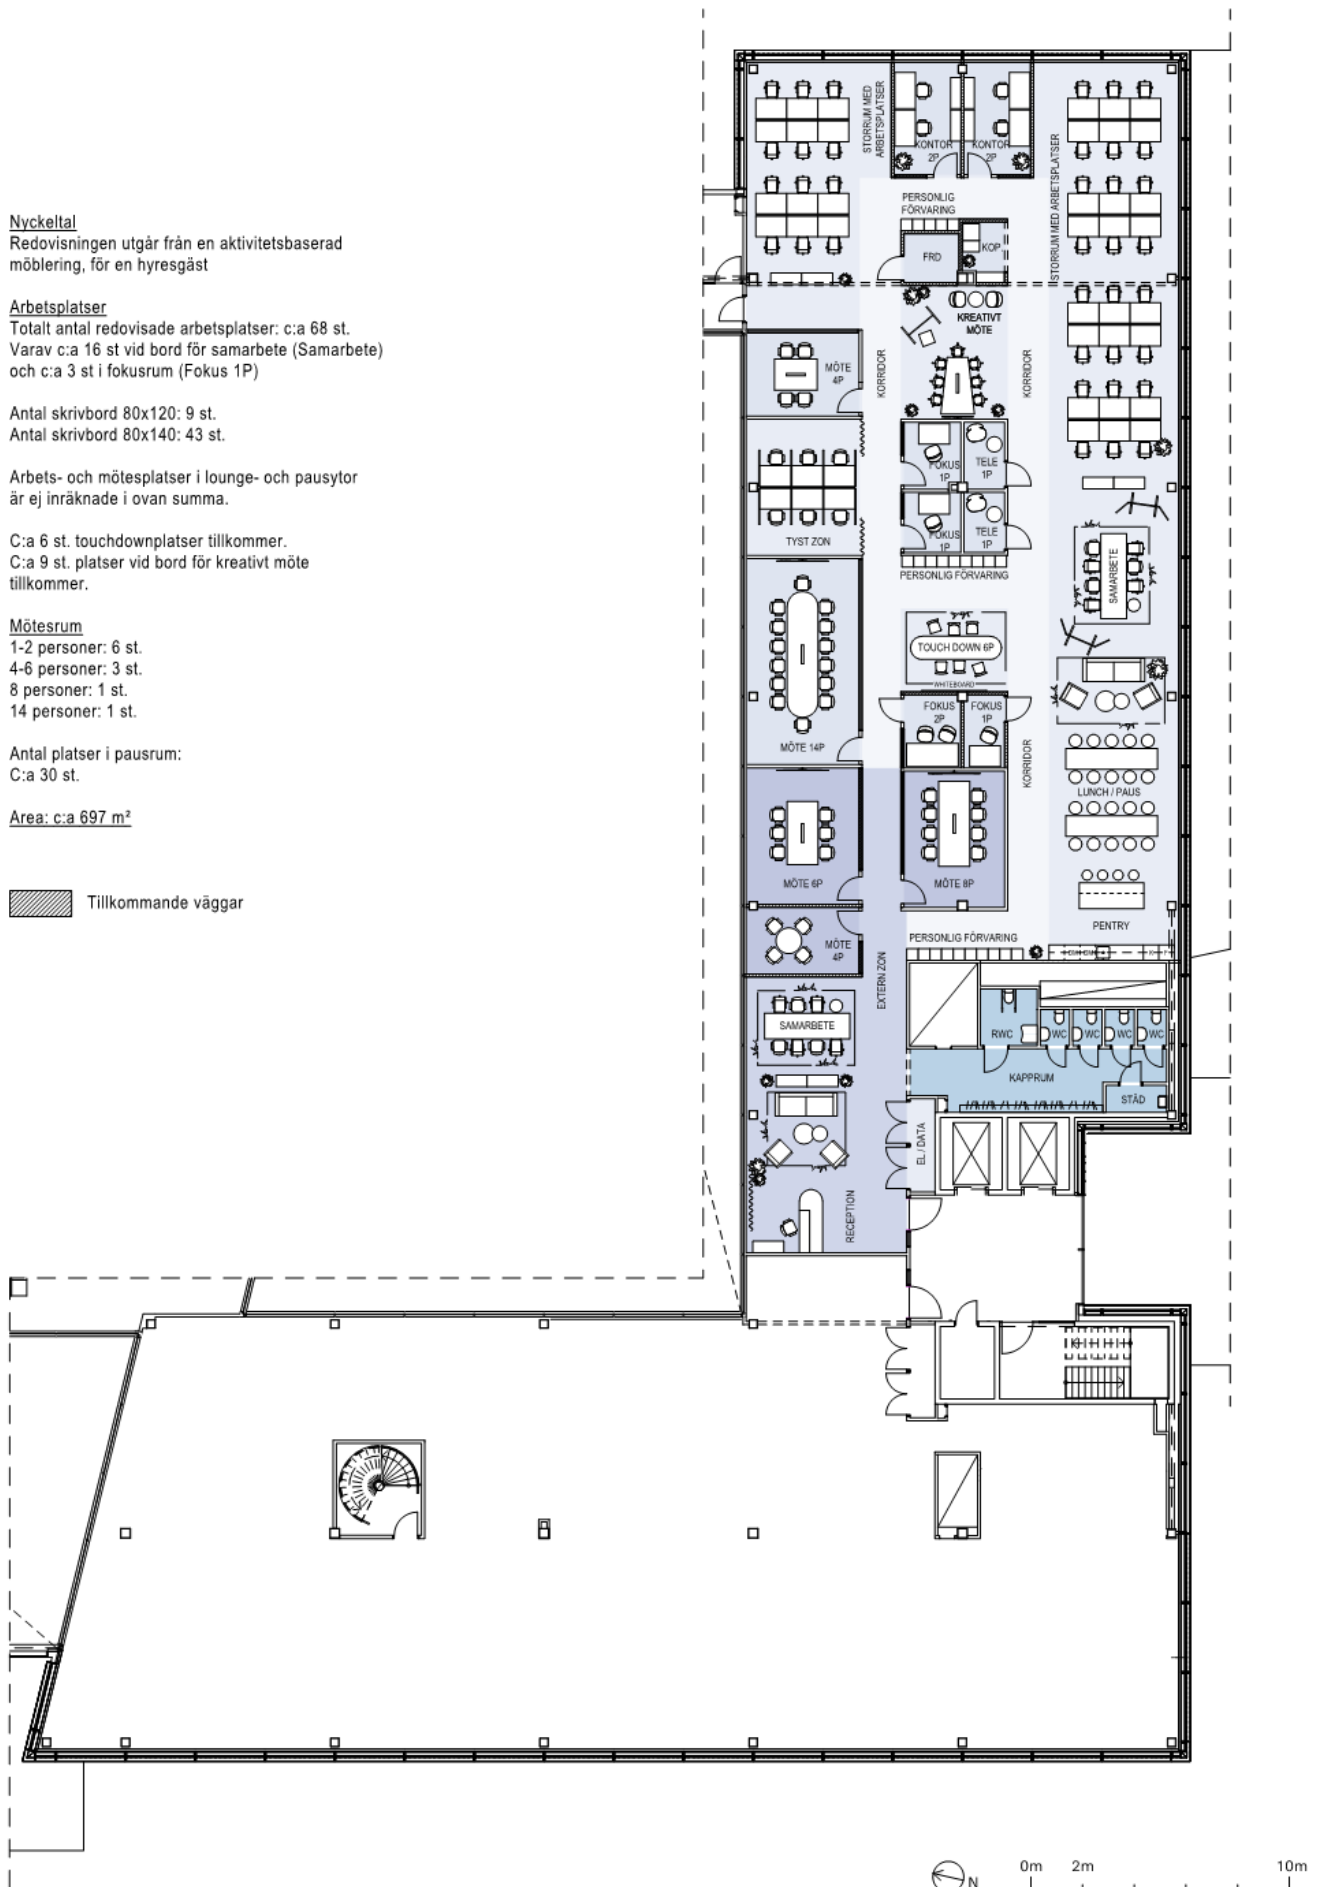 Nyckeltal
Redovisningen utgår från en aktivitetsbaserad
möblering, för en hyresgäst
Arbetsplatser
Totalt antal redovisade arbetsplatser: c:a 68 st.
Varav c:a 16 st vid bord för samarbete (Samarbete)
och c:a 3 st i fokusrum (Fokus 1P)
Antal skrivbord 80x120: 9 st.
Antal skrivbord 80x140: 43 st.
Arbets- och mötesplatser i lounge- och pausytor
är ej inräknade i ovan summa.
C:a 6 st. touchdownplatser tillkommer.
C:a 9 st. platser vid bord för kreativt möte
tillkommer.
Mötesrum
1-2 personer: 6 st.
4-6 personer: 3 st.
8 personer: 1 st.
14 personer: 1 st.
Antal platser i pausrum:
C:a 30 st.
Area: c:a 697 m²
Tillkommande väggar
STORRUM MED
ARBETSPLATSER
KONTOR
2P
KONTOR
2P
STORRUM MED ARBETSPLATSER
PERSONLIG
FÖRVARING
FRD
KOP
KREATIVT
MÖTE
MÖTE
4P
KORRIDOR
KORRIDOR
FOKUS
1P
TELE
1P
FOKUS
1P
TELE
1P
TYST ZON
PERSONLIG FÖRVARING
SAMARBETE
TOUCH DOWN 6P
WHITEBOARD
FOKUS
2P
FOKUS
1P
MÖTE 14P
KORRIDOR
LUNCH / PAUS
MÖTE 6P
MÖTE 8P
PENTRY
PERSONLIG FÖRVARING
MÖTE
4P
EXTERN ZON
SAMARBETE
RWC
WC
WC
WC
WC
KAPPRUM
STÄD
EL / DATA
RECEPTION
N
0m
2m
10m